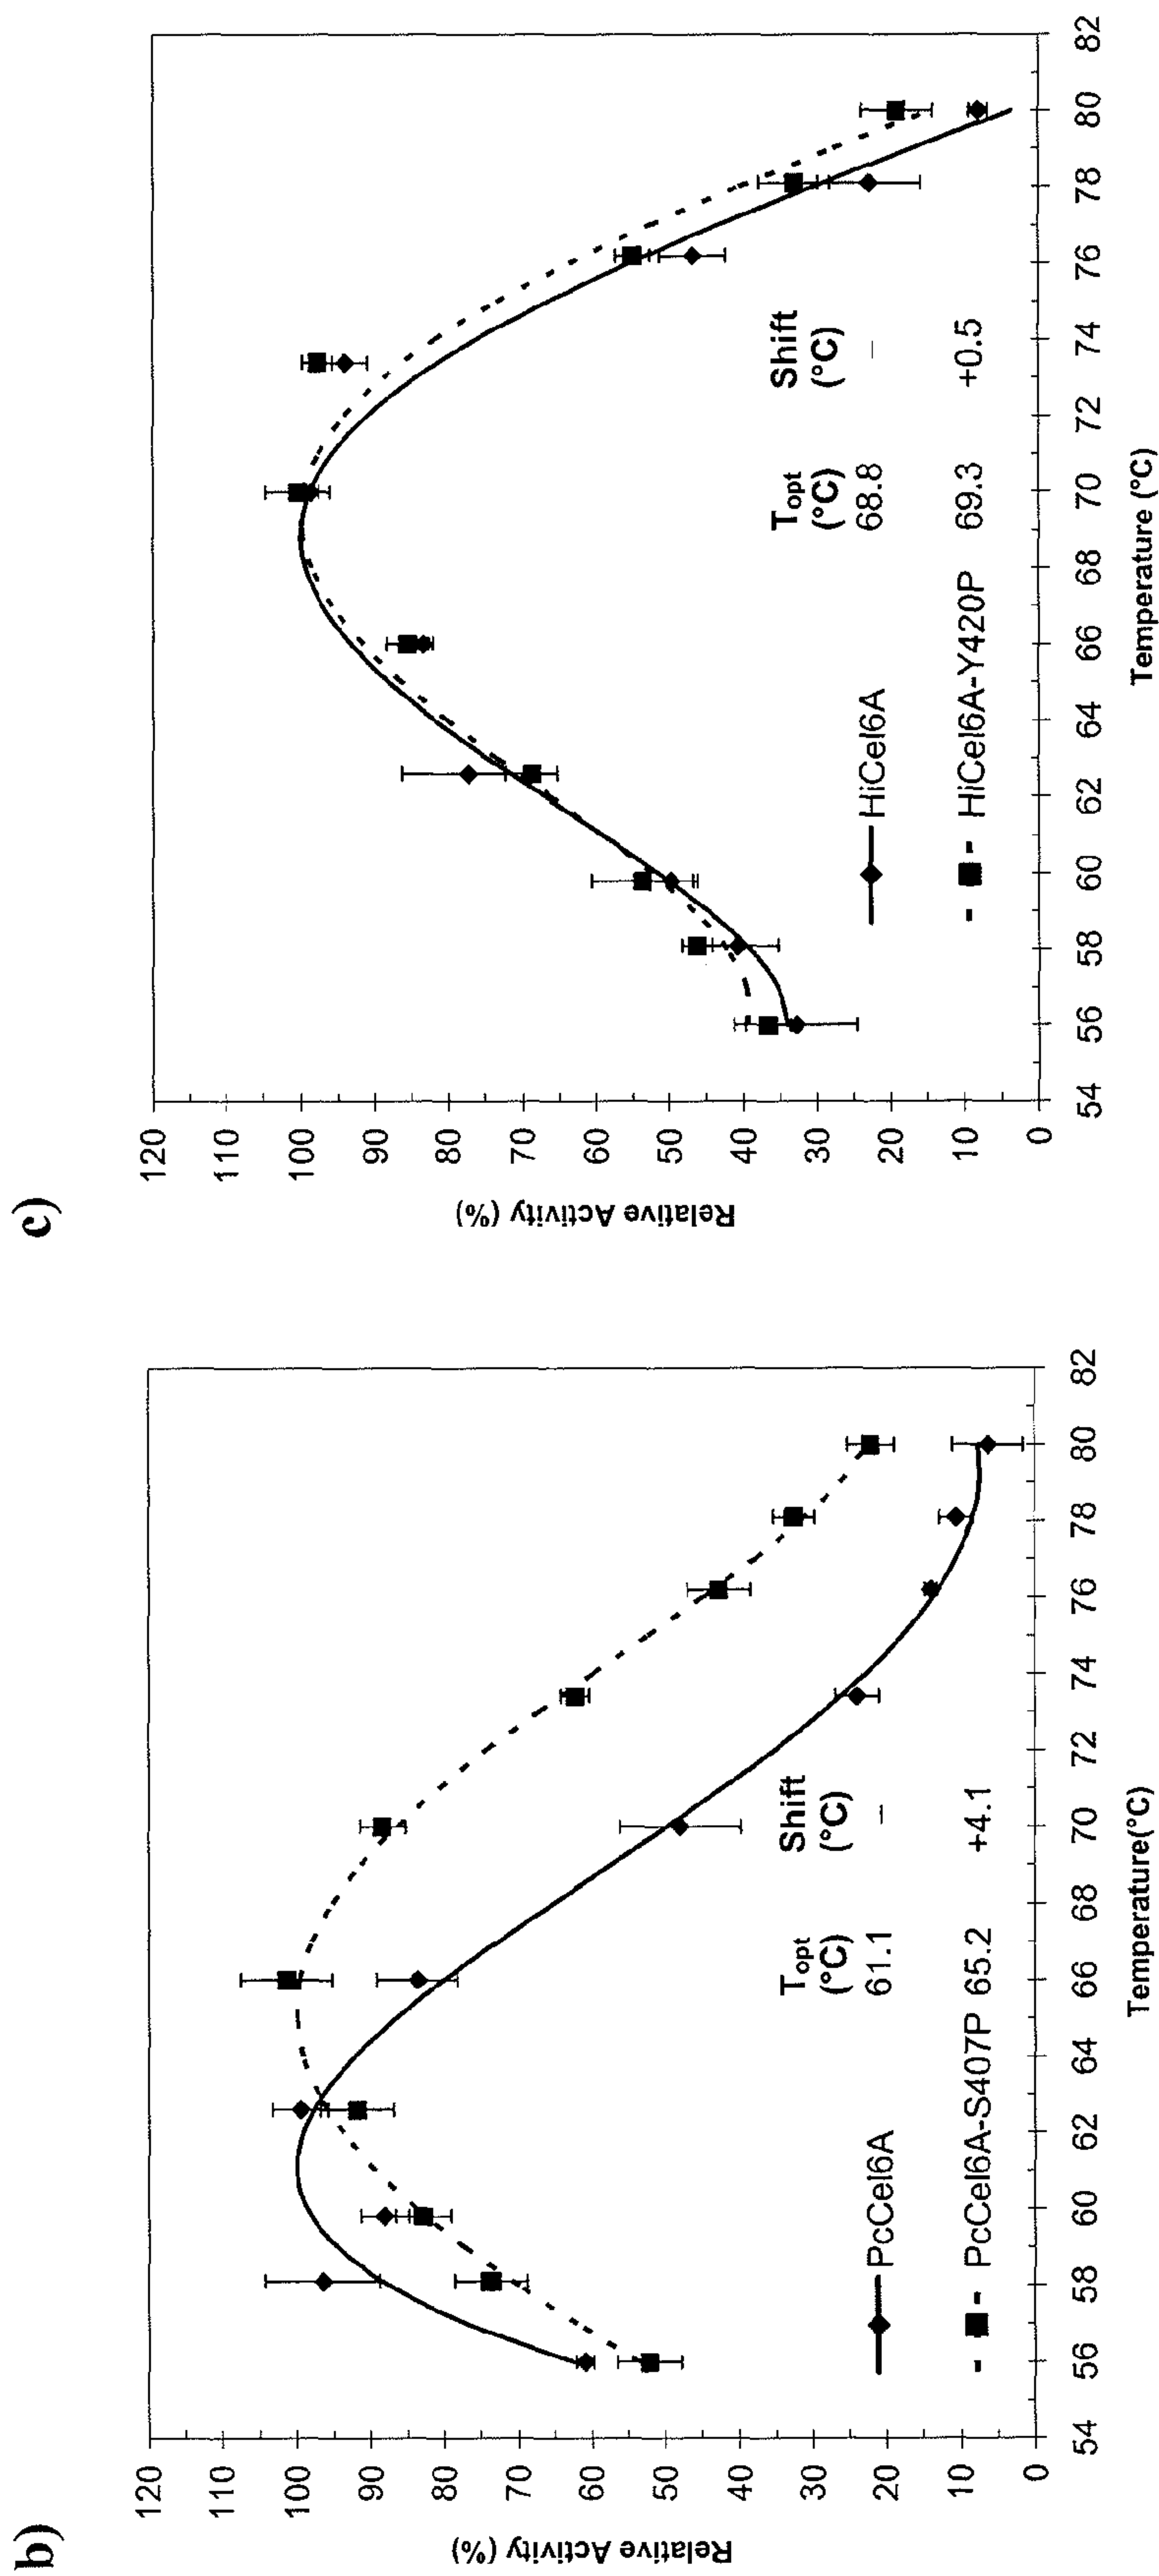 b)
Relative Activity (%)
120
110
100
90
80
70
60
50
40
30
20
10
0
54 56 58 60 62 64 66 68 70 72 74 76 78 80 82
Temperature(°C)
Topt Shift
(°C) (°C)
PcCel6A 61.1 –
PcCel6A-S407P 65.2 +4.1
c)
Relative Activity (%)
120
110
100
90
80
70
60
50
40
30
20
10
0
54 56 58 60 62 64 66 68 70 72 74 76 78 80 82
Temperature (°C)
Topt Shift
(°C) (°C)
HiCel6A 68.8 –
HiCel6A-Y420P 69.3 +0.5